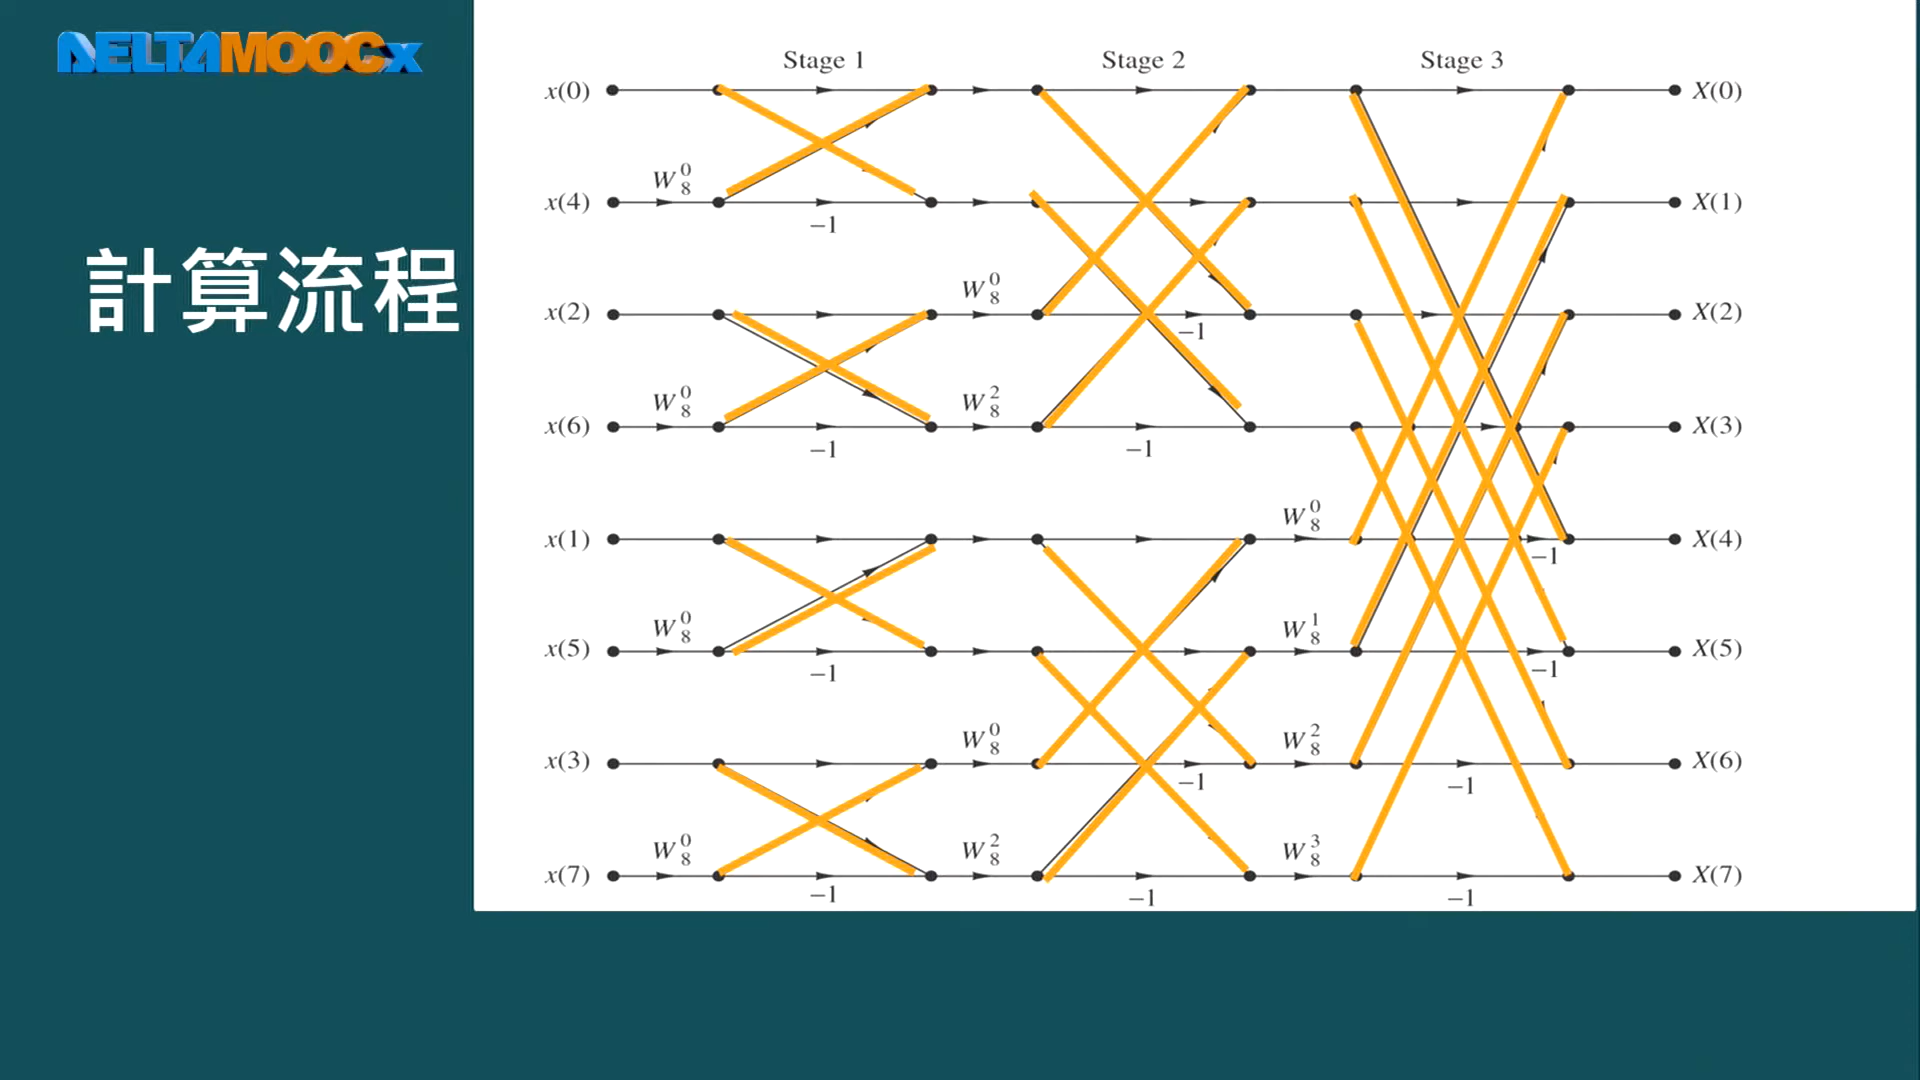 DELTAMOOCx
計算流程
Stage 1 Stage 2 Stage 3
x(0) X(0)
W₈⁰
x(4) −1 X(1)
W₈⁰
x(2) −1 X(2)
W₈⁰ W₈²
x(6) −1 −1 X(3)
W₈⁰
x(1) −1 X(4)
W₈⁰ W₈¹
x(5) −1 −1 X(5)
W₈⁰ W₈²
x(3) −1 −1 X(6)
W₈⁰ W₈² W₈³
x(7) −1 −1 −1 X(7)